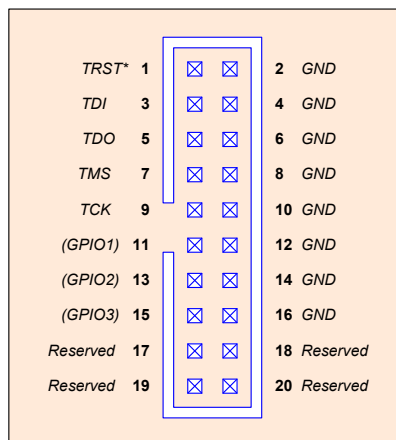 TRST* 1 2 GND
TDI 3 4 GND
TDO 5 6 GND
TMS 7 8 GND
TCK 9 10 GND
(GPIO1) 11 12 GND
(GPIO2) 13 14 GND
(GPIO3) 15 16 GND
Reserved 17 18 Reserved
Reserved 19 20 Reserved